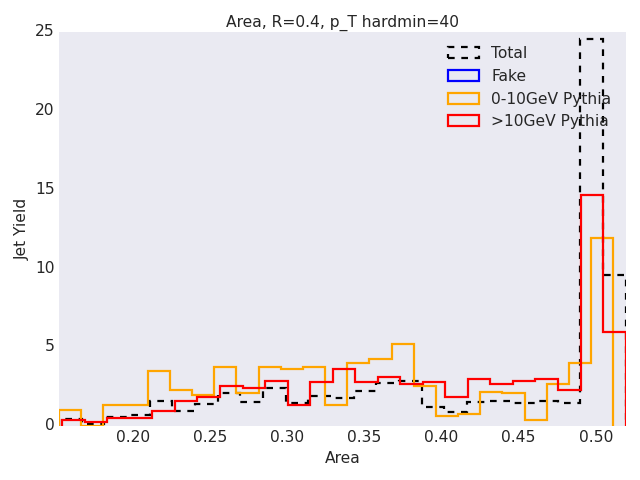 Area, R=0.4, p_T hardmin=40
Total
Fake
0-10GeV Pythia
>10GeV Pythia
Jet Yield
25
20
15
10
5
0
0.20 0.25 0.30 0.35 0.40 0.45 0.50
Area